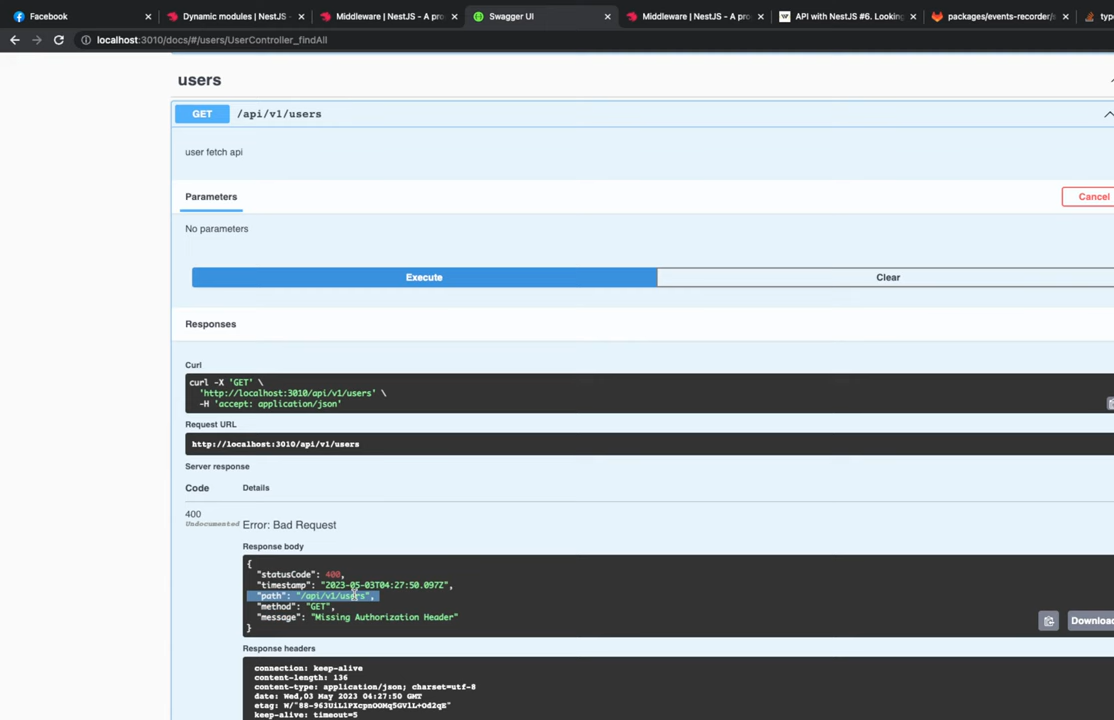 Facebook
Dynamic modules | NestJS -
Middleware | NestJS - A pro
Swagger UI
Middleware | NestJS - A pro
API with NestJS #6. Looking
packages/events-recorder/s
type
localhost:3010/docs/#/users/UserController_findAll
users
GET /api/v1/users
user fetch api
Parameters
Cancel
No parameters
Execute
Clear
Responses
Curl
curl -X 'GET' \
'http://localhost:3010/api/v1/users' \
-H 'accept: application/json'
Request URL
http://localhost:3010/api/v1/users
Server response
Code Details
400
Undocumented
Error: Bad Request
Response body
{
"statusCode": 400,
"timestamp": "2023-05-03T04:27:50.097Z",
"path": "/api/v1/users",
"method": "GET",
"message": "Missing Authorization Header"
}
Download
Response headers
connection: keep-alive
content-length: 136
content-type: application/json; charset=utf-8
date: Wed,03 May 2023 04:27:50 GMT
keep-alive: timeout=5